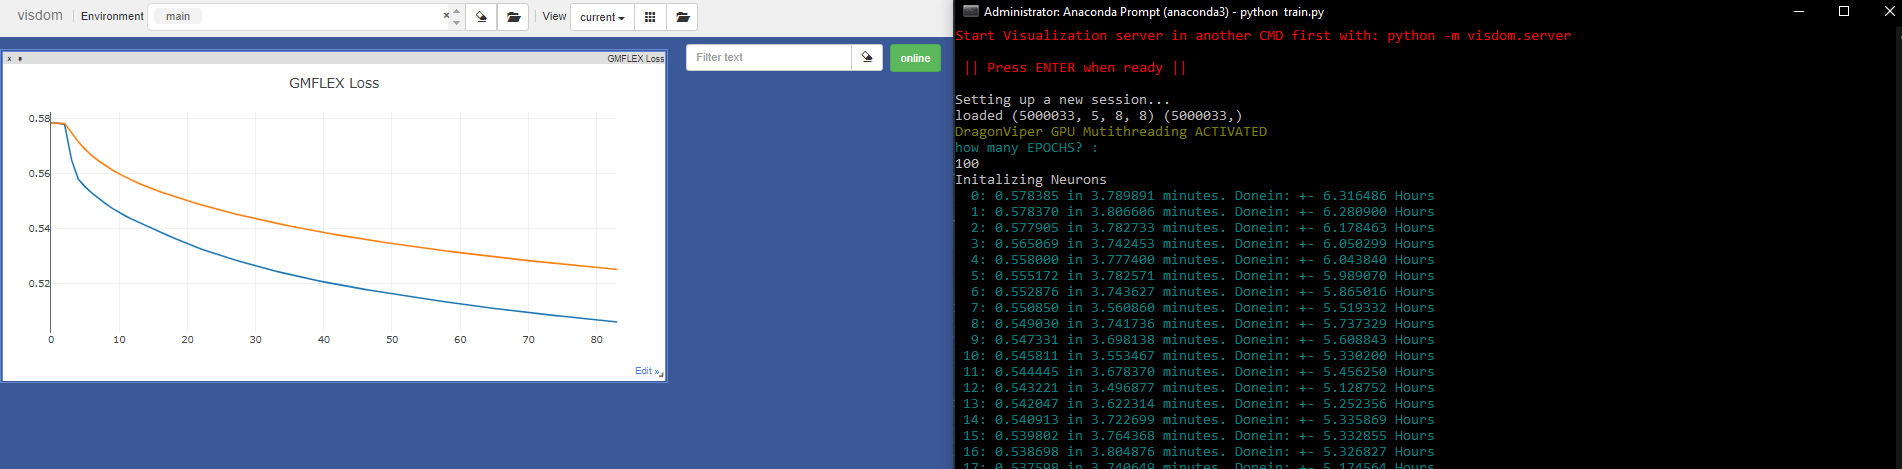 visdom Environment main × View current
GMFLEX Loss
GMFLEX Loss
0.58
0.56
0.54
0.52
0 10 20 30 40 50 60 70 80
Edit »
Filter text online
Administrator: Anaconda Prompt (anaconda3) - python train.py
Start Visualization server in another CMD first with: python -m visdom.server
|| Press ENTER when ready ||
Setting up a new session...
loaded (5000033, 5, 8, 8) (5000033,)
DragonViper GPU Mutithreading ACTIVATED
how many EPOCHS? :
100
Initalizing Neurons
0: 0.578385 in 3.789891 minutes. Donein: +- 6.316486 Hours
1: 0.578370 in 3.806606 minutes. Donein: +- 6.280900 Hours
2: 0.577905 in 3.782733 minutes. Donein: +- 6.178463 Hours
3: 0.565069 in 3.742453 minutes. Donein: +- 6.050299 Hours
4: 0.558000 in 3.777400 minutes. Donein: +- 6.043840 Hours
5: 0.555172 in 3.782571 minutes. Donein: +- 5.989070 Hours
6: 0.552876 in 3.743627 minutes. Donein: +- 5.865016 Hours
7: 0.550850 in 3.560860 minutes. Donein: +- 5.519332 Hours
8: 0.549030 in 3.741736 minutes. Donein: +- 5.737329 Hours
9: 0.547331 in 3.698138 minutes. Donein: +- 5.608843 Hours
10: 0.545811 in 3.553467 minutes. Donein: +- 5.330200 Hours
11: 0.544445 in 3.678370 minutes. Donein: +- 5.456250 Hours
12: 0.543221 in 3.496877 minutes. Donein: +- 5.128752 Hours
13: 0.542047 in 3.622314 minutes. Donein: +- 5.252356 Hours
14: 0.540913 in 3.722699 minutes. Donein: +- 5.335869 Hours
15: 0.539802 in 3.764368 minutes. Donein: +- 5.332855 Hours
16: 0.538698 in 3.804876 minutes. Donein: +- 5.326827 Hours
17: 0.537598 in 3.740649 minutes. Donein: +- 5.174564 Hours